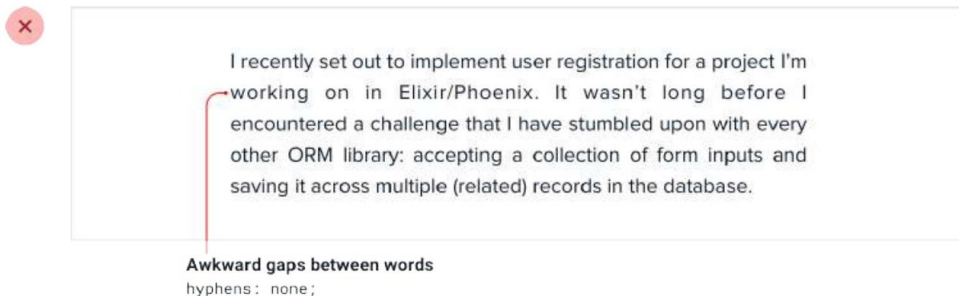 I recently set out to implement user registration for a project I'm
working on in Elixir/Phoenix. It wasn't long before I
encountered a challenge that I have stumbled upon with every
other ORM library: accepting a collection of form inputs and
saving it across multiple (related) records in the database.
Awkward gaps between words
hyphens: none;